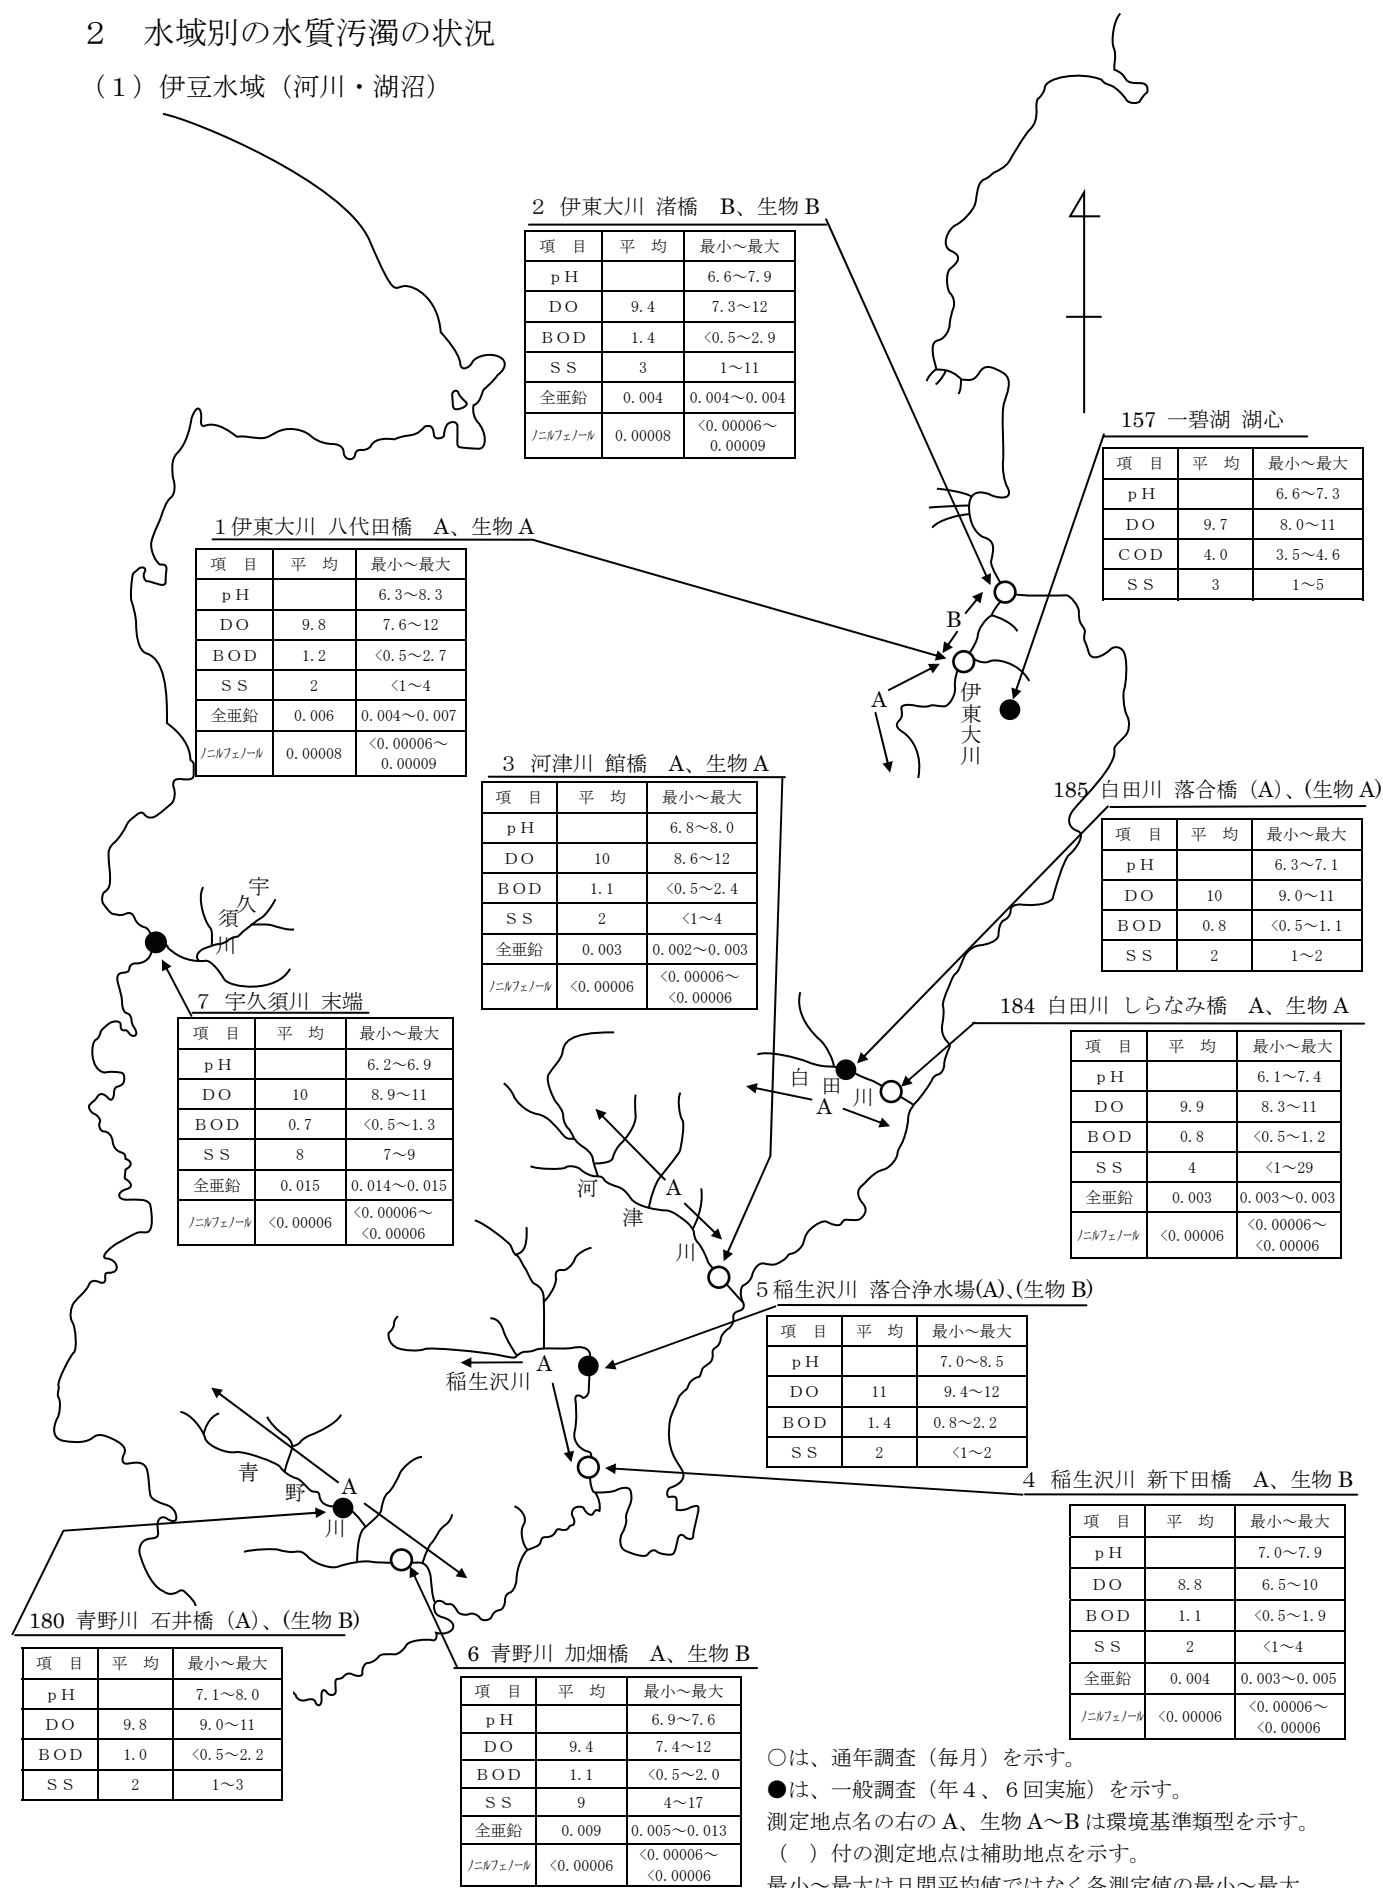 ２　水域別の水質汚濁の状況
（１）伊豆水域（河川・湖沼）
２ 伊東大川 渚橋　B、生物 B
項　目　平　均　最小～最大
ｐＨ　6.6～7.9
ＤＯ　9.4　7.3～12
ＢＯＤ　1.4　<0.5～2.9
ＳＳ　3　1～11
全亜鉛　0.004　0.004～0.004
ﾉﾆﾙﾌｪﾉｰﾙ　0.00008　<0.00006～
0.00009
157 一碧湖 湖心
項　目　平　均　最小～最大
ｐＨ　6.6～7.3
ＤＯ　9.7　8.0～11
ＣＯＤ　4.0　3.5～4.6
ＳＳ　3　1～5
１伊東大川 八代田橋　A、生物 A
項　目　平　均　最小～最大
ｐＨ　6.3～8.3
ＤＯ　9.8　7.6～12
ＢＯＤ　1.2　<0.5～2.7
ＳＳ　2　<1～4
全亜鉛　0.006　0.004～0.007
ﾉﾆﾙﾌｪﾉｰﾙ　0.00008　<0.00006～
0.00009
B
A
伊東大川
３ 河津川 館橋　A、生物 A
項　目　平　均　最小～最大
ｐＨ　6.8～8.0
ＤＯ　10　8.6～12
ＢＯＤ　1.1　<0.5～2.4
ＳＳ　2　<1～4
全亜鉛　0.003　0.002～0.003
ﾉﾆﾙﾌｪﾉｰﾙ　<0.00006　<0.00006～
<0.00006
185 白田川 落合橋（A）、(生物 A)
項　目　平　均　最小～最大
ｐＨ　6.3～7.1
ＤＯ　10　9.0～11
ＢＯＤ　0.8　<0.5～1.1
ＳＳ　2　1～2
宇久須川
７ 宇久須川 末端
項　目　平　均　最小～最大
ｐＨ　6.2～6.9
ＤＯ　10　8.9～11
ＢＯＤ　0.7　<0.5～1.3
ＳＳ　8　7～9
全亜鉛　0.015　0.014～0.015
ﾉﾆﾙﾌｪﾉｰﾙ　<0.00006　<0.00006～
<0.00006
184 白田川 しらなみ橋　A、生物 A
項　目　平　均　最小～最大
ｐＨ　6.1～7.4
ＤＯ　9.9　8.3～11
ＢＯＤ　0.8　<0.5～1.2
ＳＳ　4　<1～29
全亜鉛　0.003　0.003～0.003
ﾉﾆﾙﾌｪﾉｰﾙ　<0.00006　<0.00006～
<0.00006
白田川
A
河津川
A
５稲生沢川 落合浄水場(A)､(生物 B)
項　目　平　均　最小～最大
ｐＨ　7.0～8.5
ＤＯ　11　9.4～12
ＢＯＤ　1.4　0.8～2.2
ＳＳ　2　<1～2
A
稲生沢川
青野川
A
４ 稲生沢川 新下田橋　A、生物 B
項　目　平　均　最小～最大
ｐＨ　7.0～7.9
ＤＯ　8.8　6.5～10
ＢＯＤ　1.1　<0.5～1.9
ＳＳ　2　<1～4
全亜鉛　0.004　0.003～0.005
ﾉﾆﾙﾌｪﾉｰﾙ　<0.00006　<0.00006～
<0.00006
180 青野川 石井橋（A）、(生物 B)
項　目　平　均　最小～最大
ｐＨ　7.1～8.0
ＤＯ　9.8　9.0～11
ＢＯＤ　1.0　<0.5～2.2
ＳＳ　2　1～3
６ 青野川 加畑橋　A、生物 B
項　目　平　均　最小～最大
ｐＨ　6.9～7.6
ＤＯ　9.4　7.4～12
ＢＯＤ　1.1　<0.5～2.0
ＳＳ　9　4～17
全亜鉛　0.009　0.005～0.013
ﾉﾆﾙﾌｪﾉｰﾙ　<0.00006　<0.00006～
<0.00006
○は、通年調査（毎月）を示す。
●は、一般調査（年４、６回実施）を示す。
測定地点名の右の A、生物 A～B は環境基準類型を示す。
（　）付の測定地点は補助地点を示す。
最小～最大は日間平均値ではなく各測定値の最小～最大